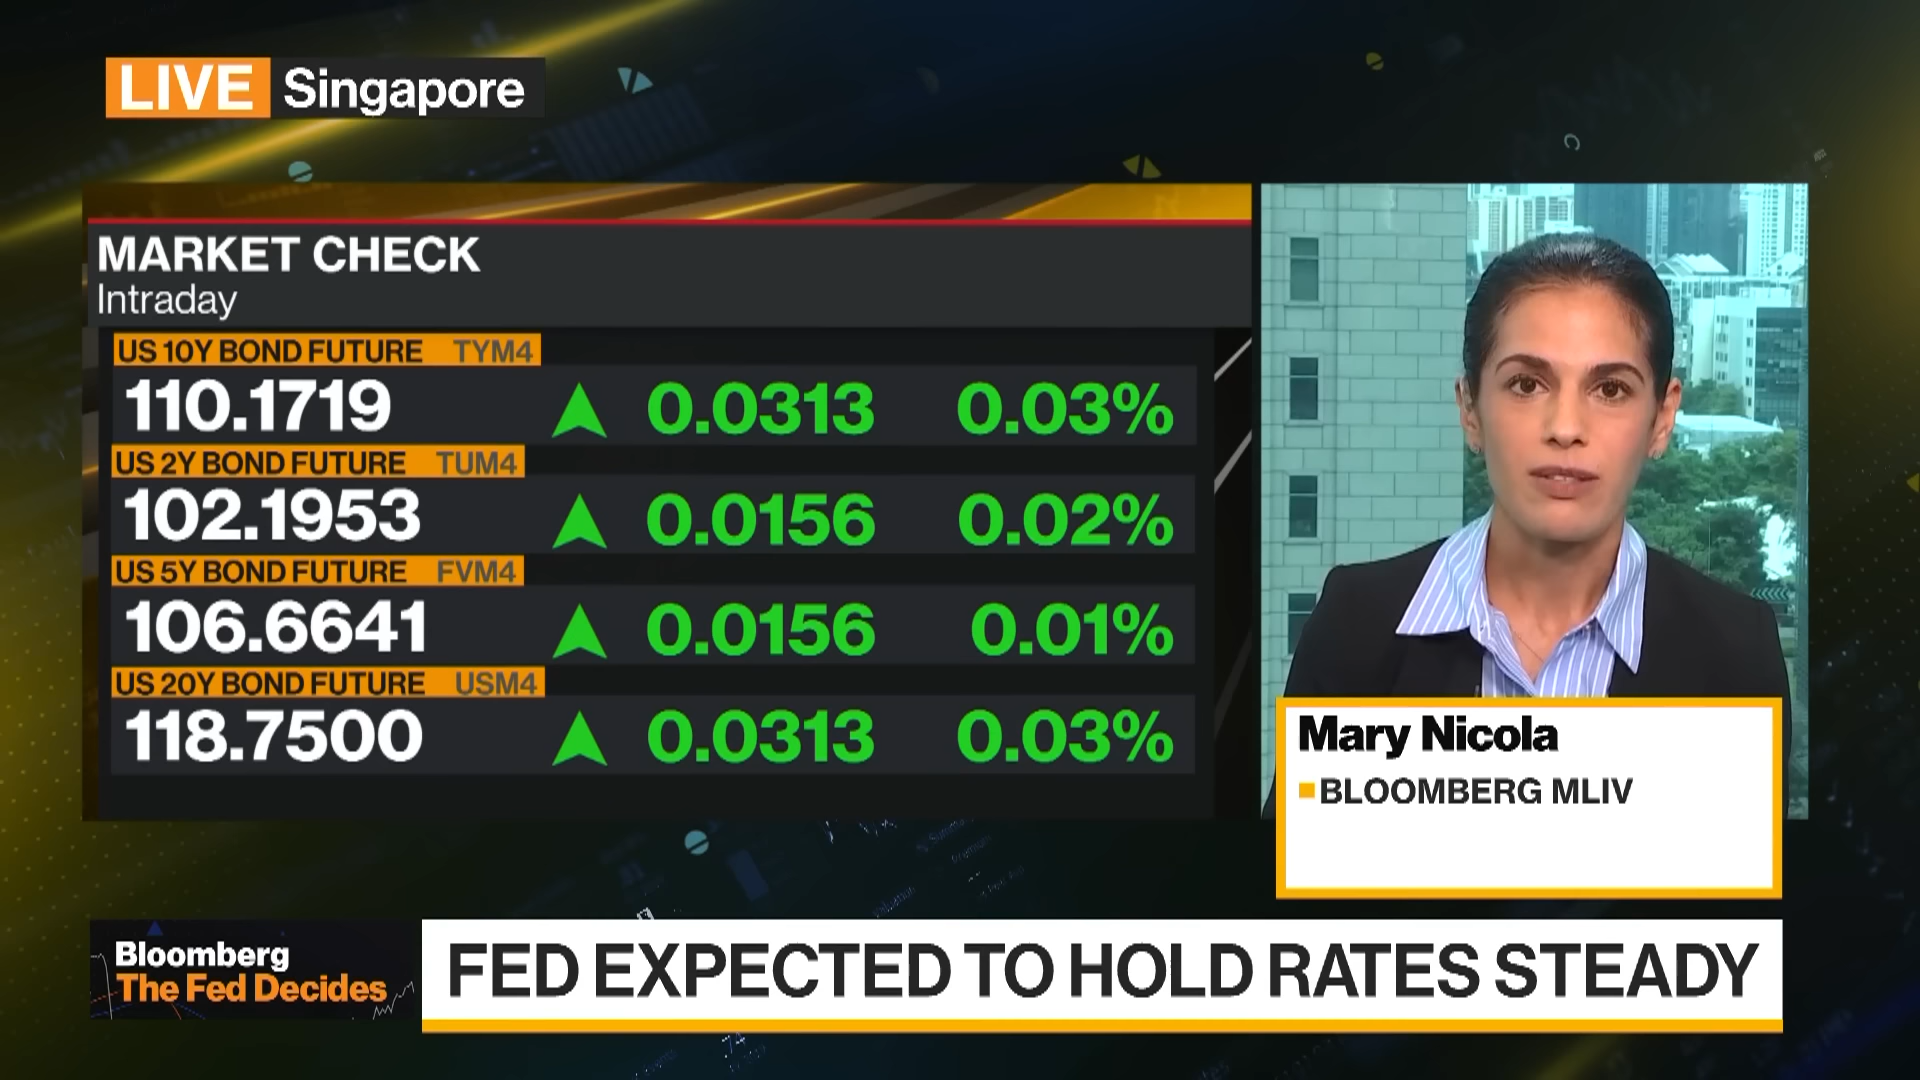 LIVE Singapore
MARKET CHECK
Intraday
US 10Y BOND FUTURE TYM4
110.1719 ▲ 0.0313 0.03%
US 2Y BOND FUTURE TUM4
102.1953 ▲ 0.0156 0.02%
US 5Y BOND FUTURE FVM4
106.6641 ▲ 0.0156 0.01%
US 20Y BOND FUTURE USM4
118.7500 ▲ 0.0313 0.03%
Mary Nicola
BLOOMBERG MLIV
Bloomberg
The Fed Decides
FED EXPECTED TO HOLD RATES STEADY